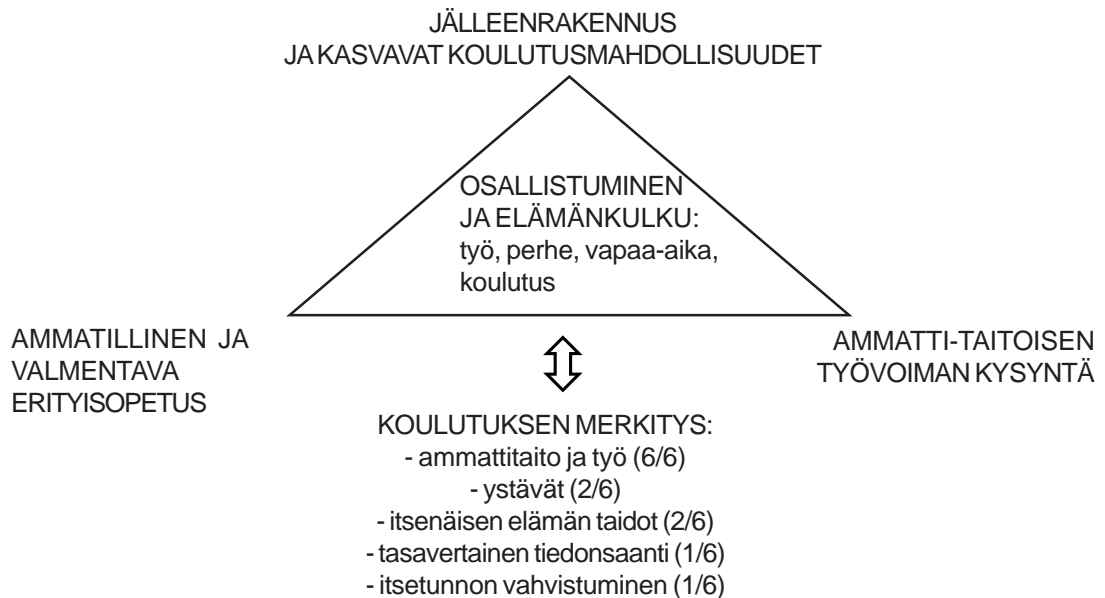 JÄLLEENRAKENNUS
JA KASVAVAT KOULUTUSMAHDOLLISUUDET
OSALLISTUMINEN
JA ELÄMÄNKULKU:
työ, perhe, vapaa-aika,
koulutus
AMMATILLINEN JA
VALMENTAVA
ERITYISOPETUS
AMMATTI-TAITOISEN
TYÖVOIMAN KYSYNTÄ
KOULUTUKSEN MERKITYS:
- ammattitaito ja työ (6/6)
- ystävät (2/6)
- itsenäisen elämän taidot (2/6)
- tasavertainen tiedonsaanti (1/6)
- itsetunnon vahvistuminen (1/6)